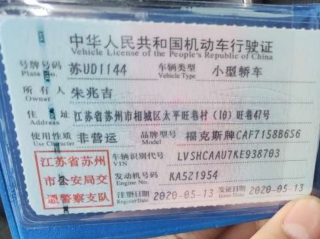 中华人民共和国机动车行驶证
Vehicle License of the People's Republic of China
号牌号码 苏UD1144 车辆类型 小型轿车
Plate No. Vehicle Type
所有人 朱兆吉
Owner
住址 江苏省苏州市相城区太平旺巷村(10)旺巷47号
Address
使用性质 非营运 品牌型号 福克斯牌CAF7158B6S6
Use Character Model
江苏省苏州市公安局交通警察支队
车辆识别代号 LVSHCAAU7KE938703
VIN
发动机号码 KA521954
Engine No.
注册日期 2020-05-13 发证日期 2020-05-13
Register Date Issue Date